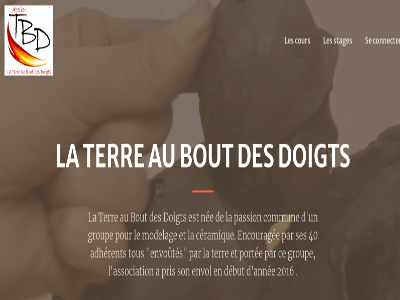 Atelier
TBD
La Terre au Bout des Doigts
Les cours Les stages Se connecter
LA TERRE AU BOUT DES DOIGTS
La Terre au Bout des Doigts est née de la passion commune d'un
groupe pour le modelage et la céramique. Encouragée par ses 40
adhérents tous "envoûtés" par la terre et portée par ce groupe,
l'association a pris son envol en début d'année 2016 .